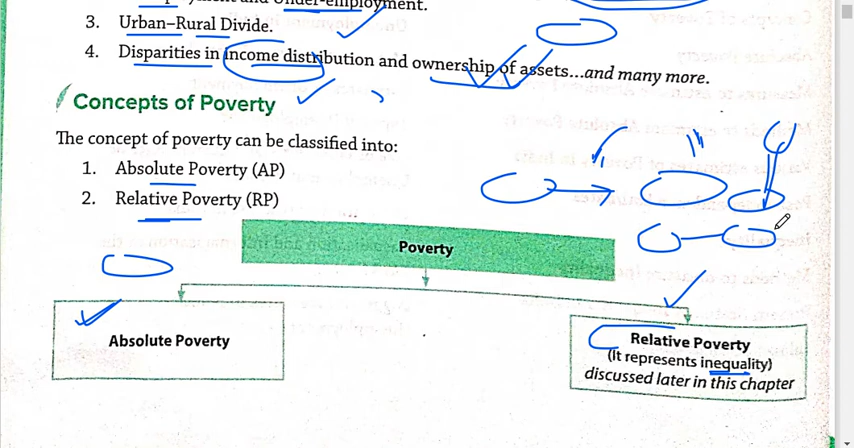 Under-employment.
3. Urban–Rural Divide.
4. Disparities in income distribution and ownership of assets...and many more.
Concepts of Poverty
The concept of poverty can be classified into:
1. Absolute Poverty (AP)
2. Relative Poverty (RP)
Poverty
Absolute Poverty
Relative Poverty
(It represents inequality)
discussed later in this chapter